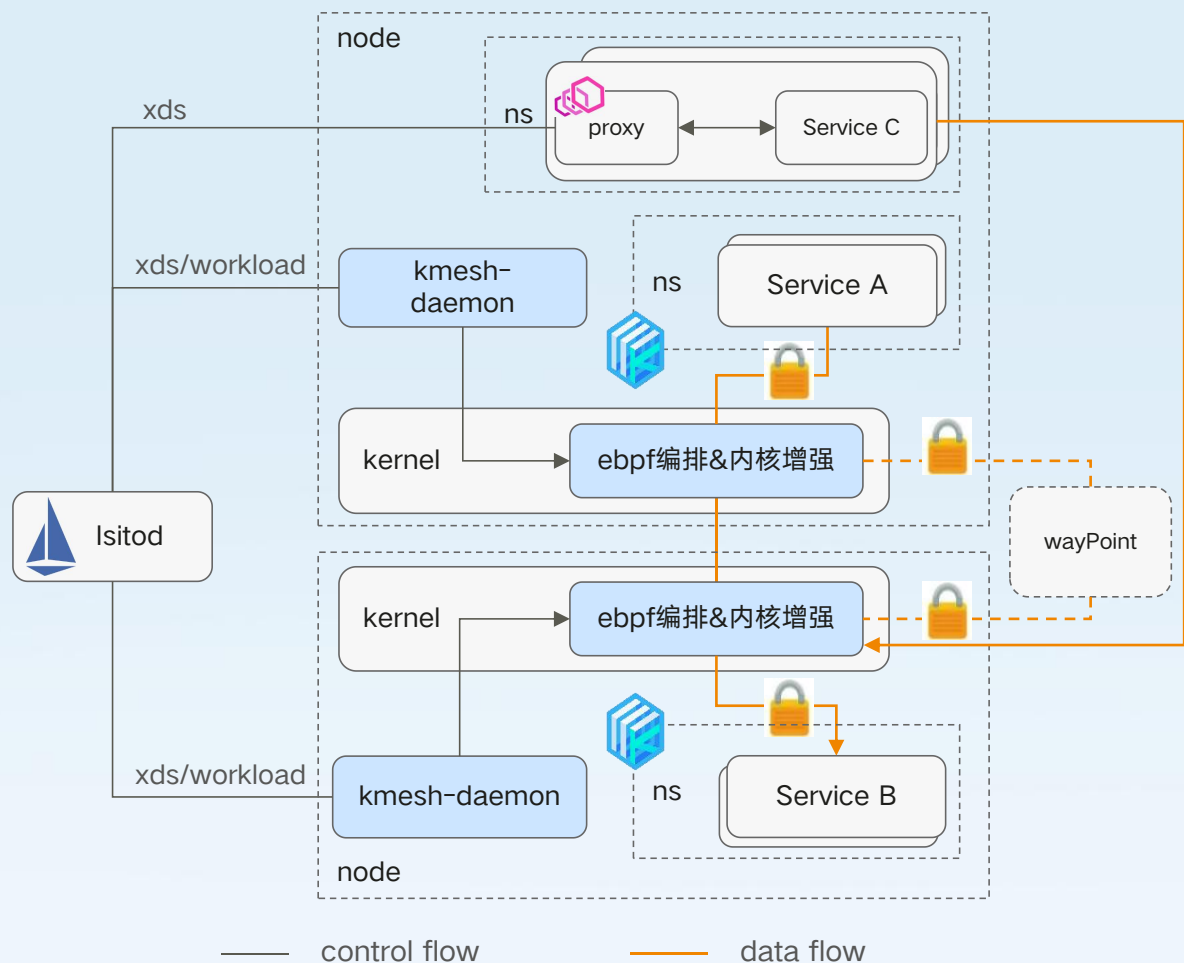 node
xds
ns
proxy
Service C
xds/workload
kmesh-
daemon
ns
Service A
kernel
ebpf编排&内核增强
Isitod
wayPoint
kernel
ebpf编排&内核增强
xds/workload
kmesh-daemon
ns
Service B
node
control flow
data flow